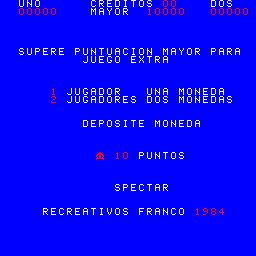 UNO CREDITOS 00 DOS
00000 MAYOR 10000 00000
SUPERE PUNTUACION MAYOR PARA
JUEGO EXTRA
1 JUGADOR UNA MONEDA
2 JUGADORES DOS MONEDAS
DEPOSITE MONEDA
10 PUNTOS
SPECTAR
RECREATIVOS FRANCO 1984